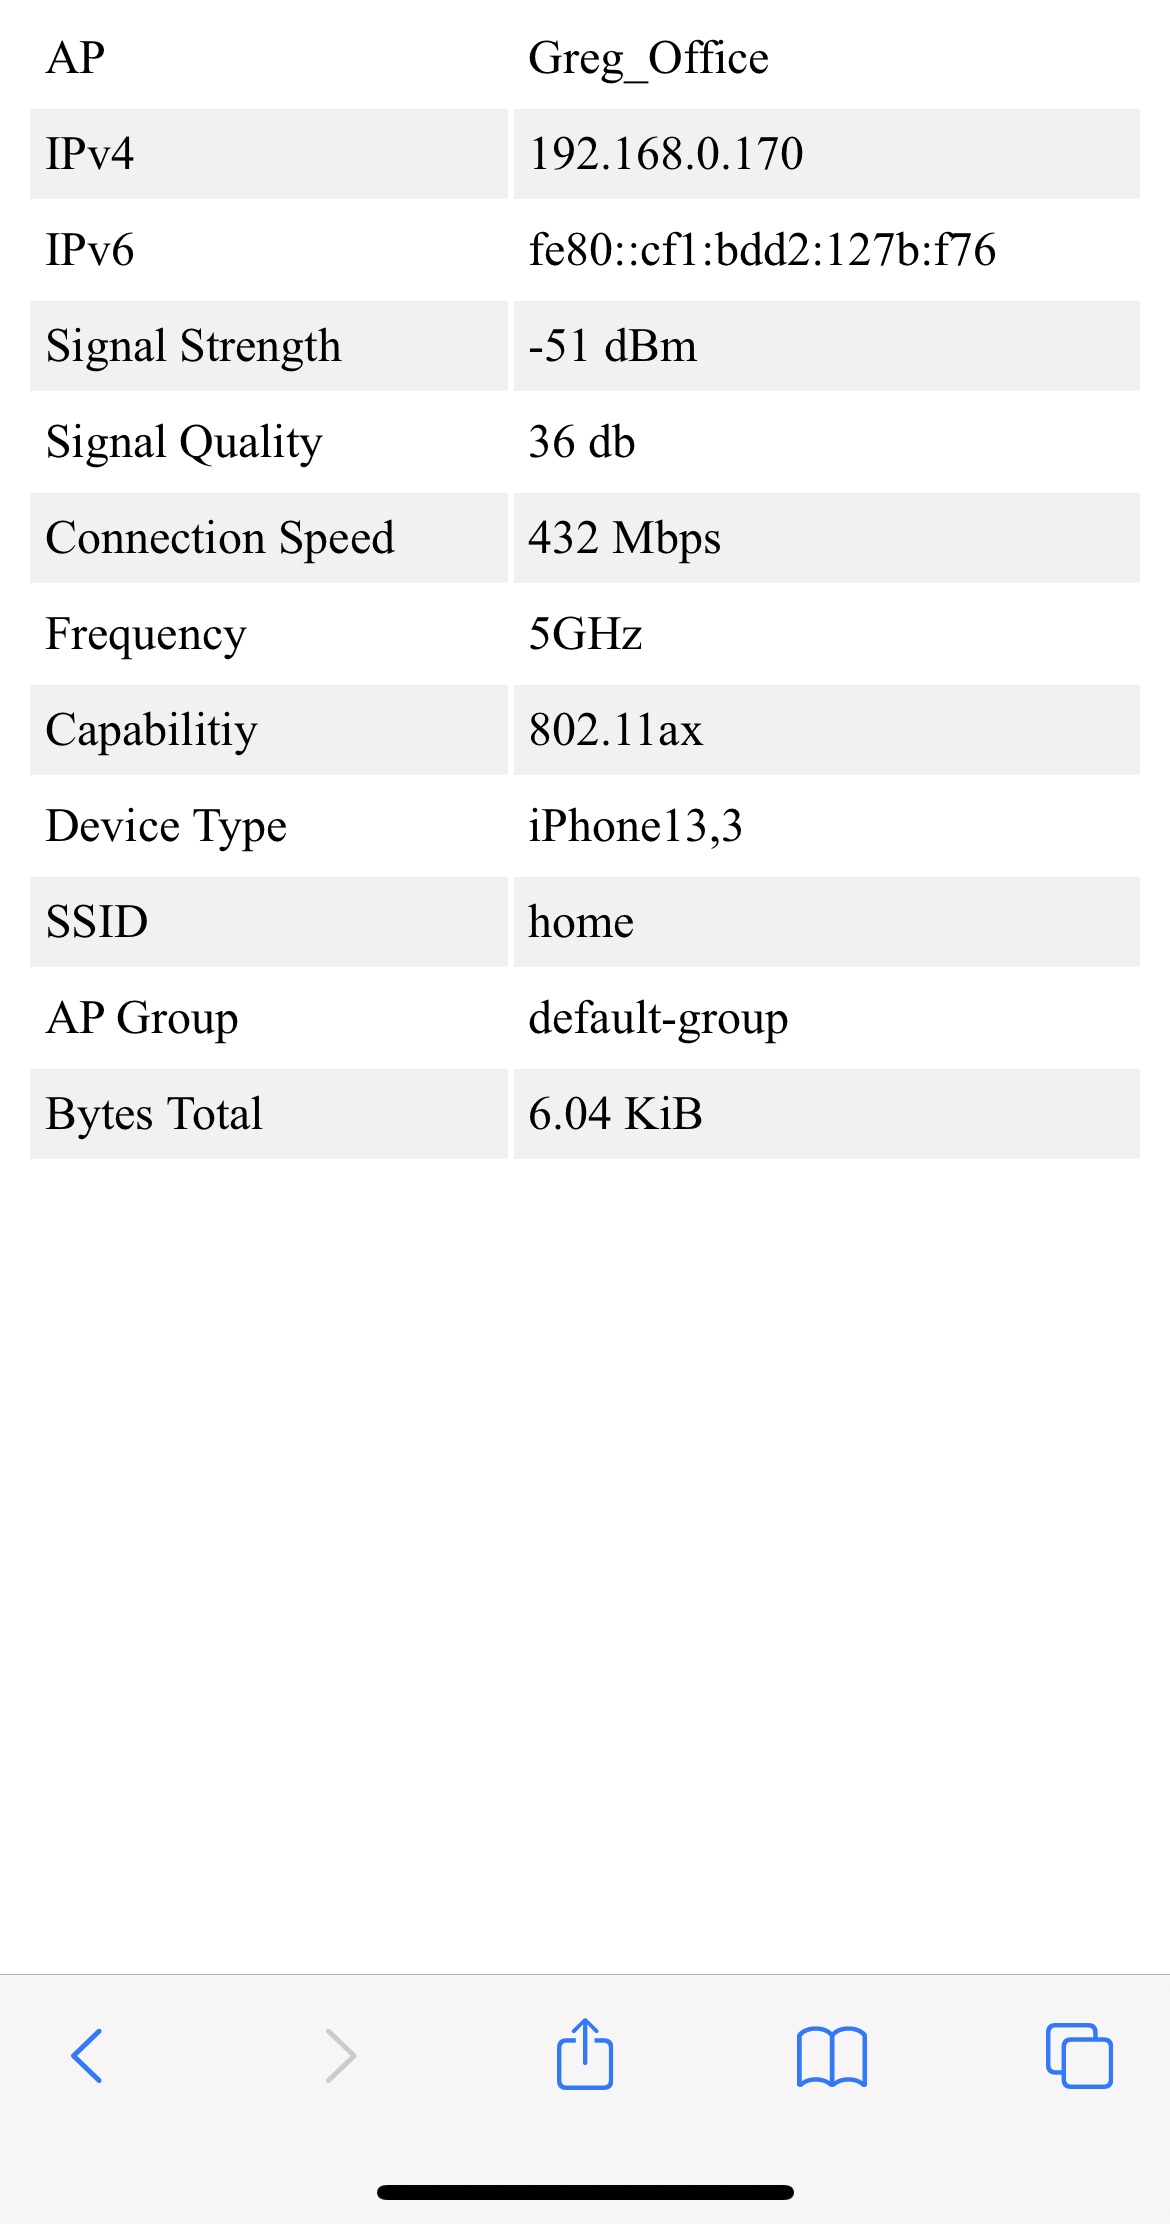 AP Greg_Office
IPv4 192.168.0.170
IPv6 fe80::cf1:bdd2:127b:f76
Signal Strength -51 dBm
Signal Quality 36 db
Connection Speed 432 Mbps
Frequency 5GHz
Capabilitiy 802.11ax
Device Type iPhone13,3
SSID home
AP Group default-group
Bytes Total 6.04 KiB